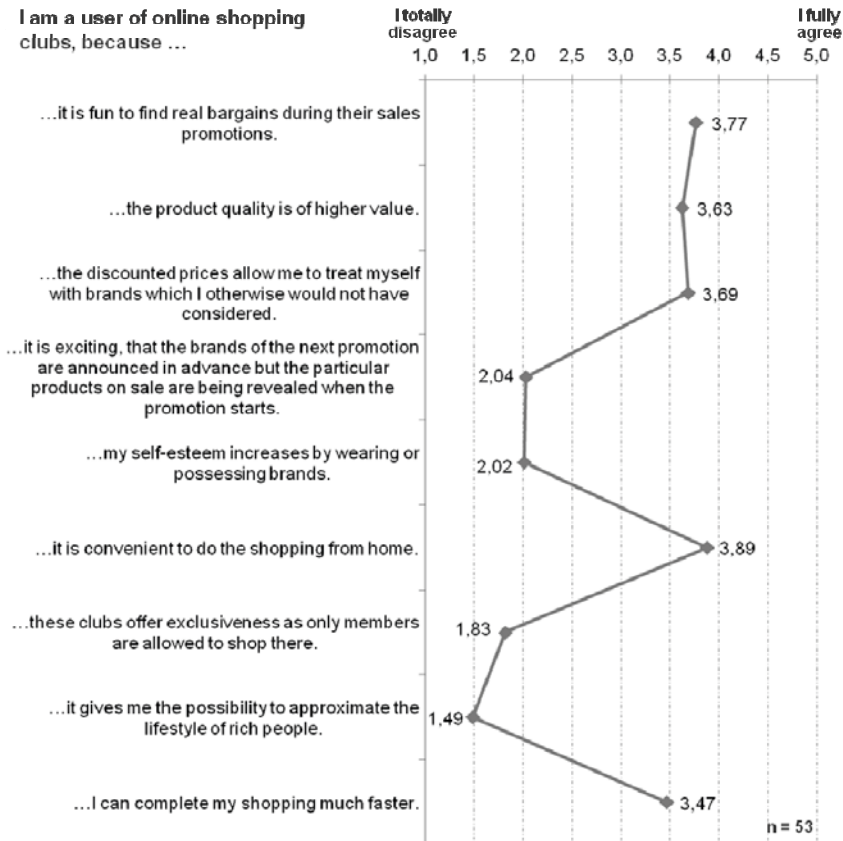 I am a user of online shopping
clubs, because …
I totally
disagree
I fully
agree
1,0 1,5 2,0 2,5 3,0 3,5 4,0 4,5 5,0
…it is fun to find real bargains during their sales
promotions.
3,77
…the product quality is of higher value.
3,63
…the discounted prices allow me to treat myself
with brands which I otherwise would not have
considered.
3,69
…it is exciting, that the brands of the next promotion
are announced in advance but the particular
products on sale are being revealed when the
promotion starts.
2,04
…my self-esteem increases by wearing or
possessing brands.
2,02
…it is convenient to do the shopping from home.
3,89
…these clubs offer exclusiveness as only members
are allowed to shop there.
1,83
…it gives me the possibility to approximate the
lifestyle of rich people.
1,49
…I can complete my shopping much faster.
3,47
n = 53